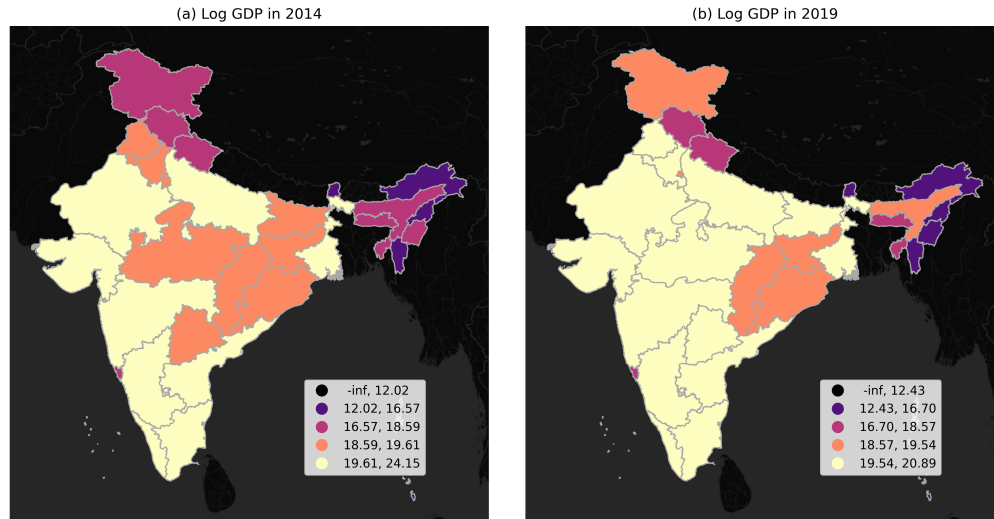 (a) Log GDP in 2014
-inf, 12.02
12.02, 16.57
16.57, 18.59
18.59, 19.61
19.61, 24.15
(b) Log GDP in 2019
-inf, 12.43
12.43, 16.70
16.70, 18.57
18.57, 19.54
19.54, 20.89